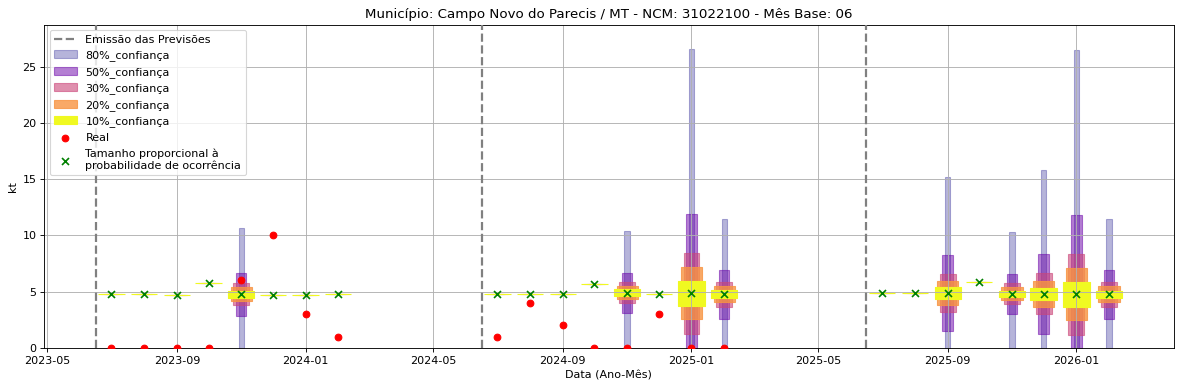 Município: Campo Novo do Parecis / MT - NCM: 31022100 - Mês Base: 06
Emissão das Previsões
80%_confiança
50%_confiança
30%_confiança
20%_confiança
10%_confiança
Real
Tamanho proporcional à
probabilidade de ocorrência
kt
25
20
15
10
5
0
2023-05
2023-09
2024-01
2024-05
2024-09
2025-01
2025-05
2025-09
2026-01
Data (Ano-Mês)